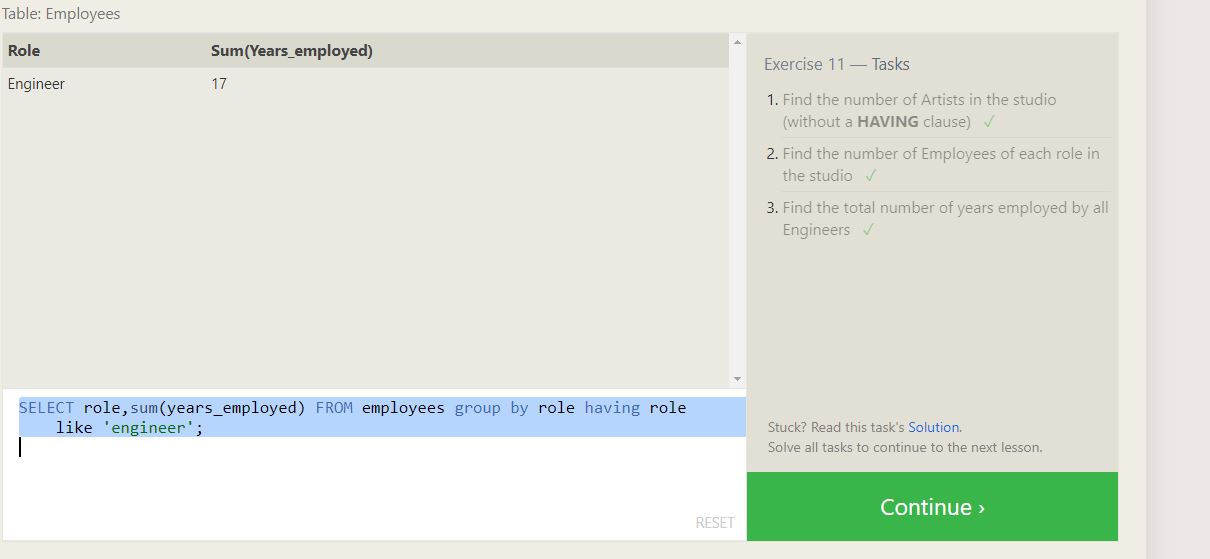 Table: Employees
Role Sum(Years_employed)
Engineer 17
SELECT role,sum(years_employed) FROM employees group by role having role
like 'engineer';
RESET
Exercise 11 — Tasks
1. Find the number of Artists in the studio
(without a HAVING clause) ✓
2. Find the number of Employees of each role in
the studio ✓
3. Find the total number of years employed by all
Engineers ✓
Stuck? Read this task's Solution.
Solve all tasks to continue to the next lesson.
Continue ›